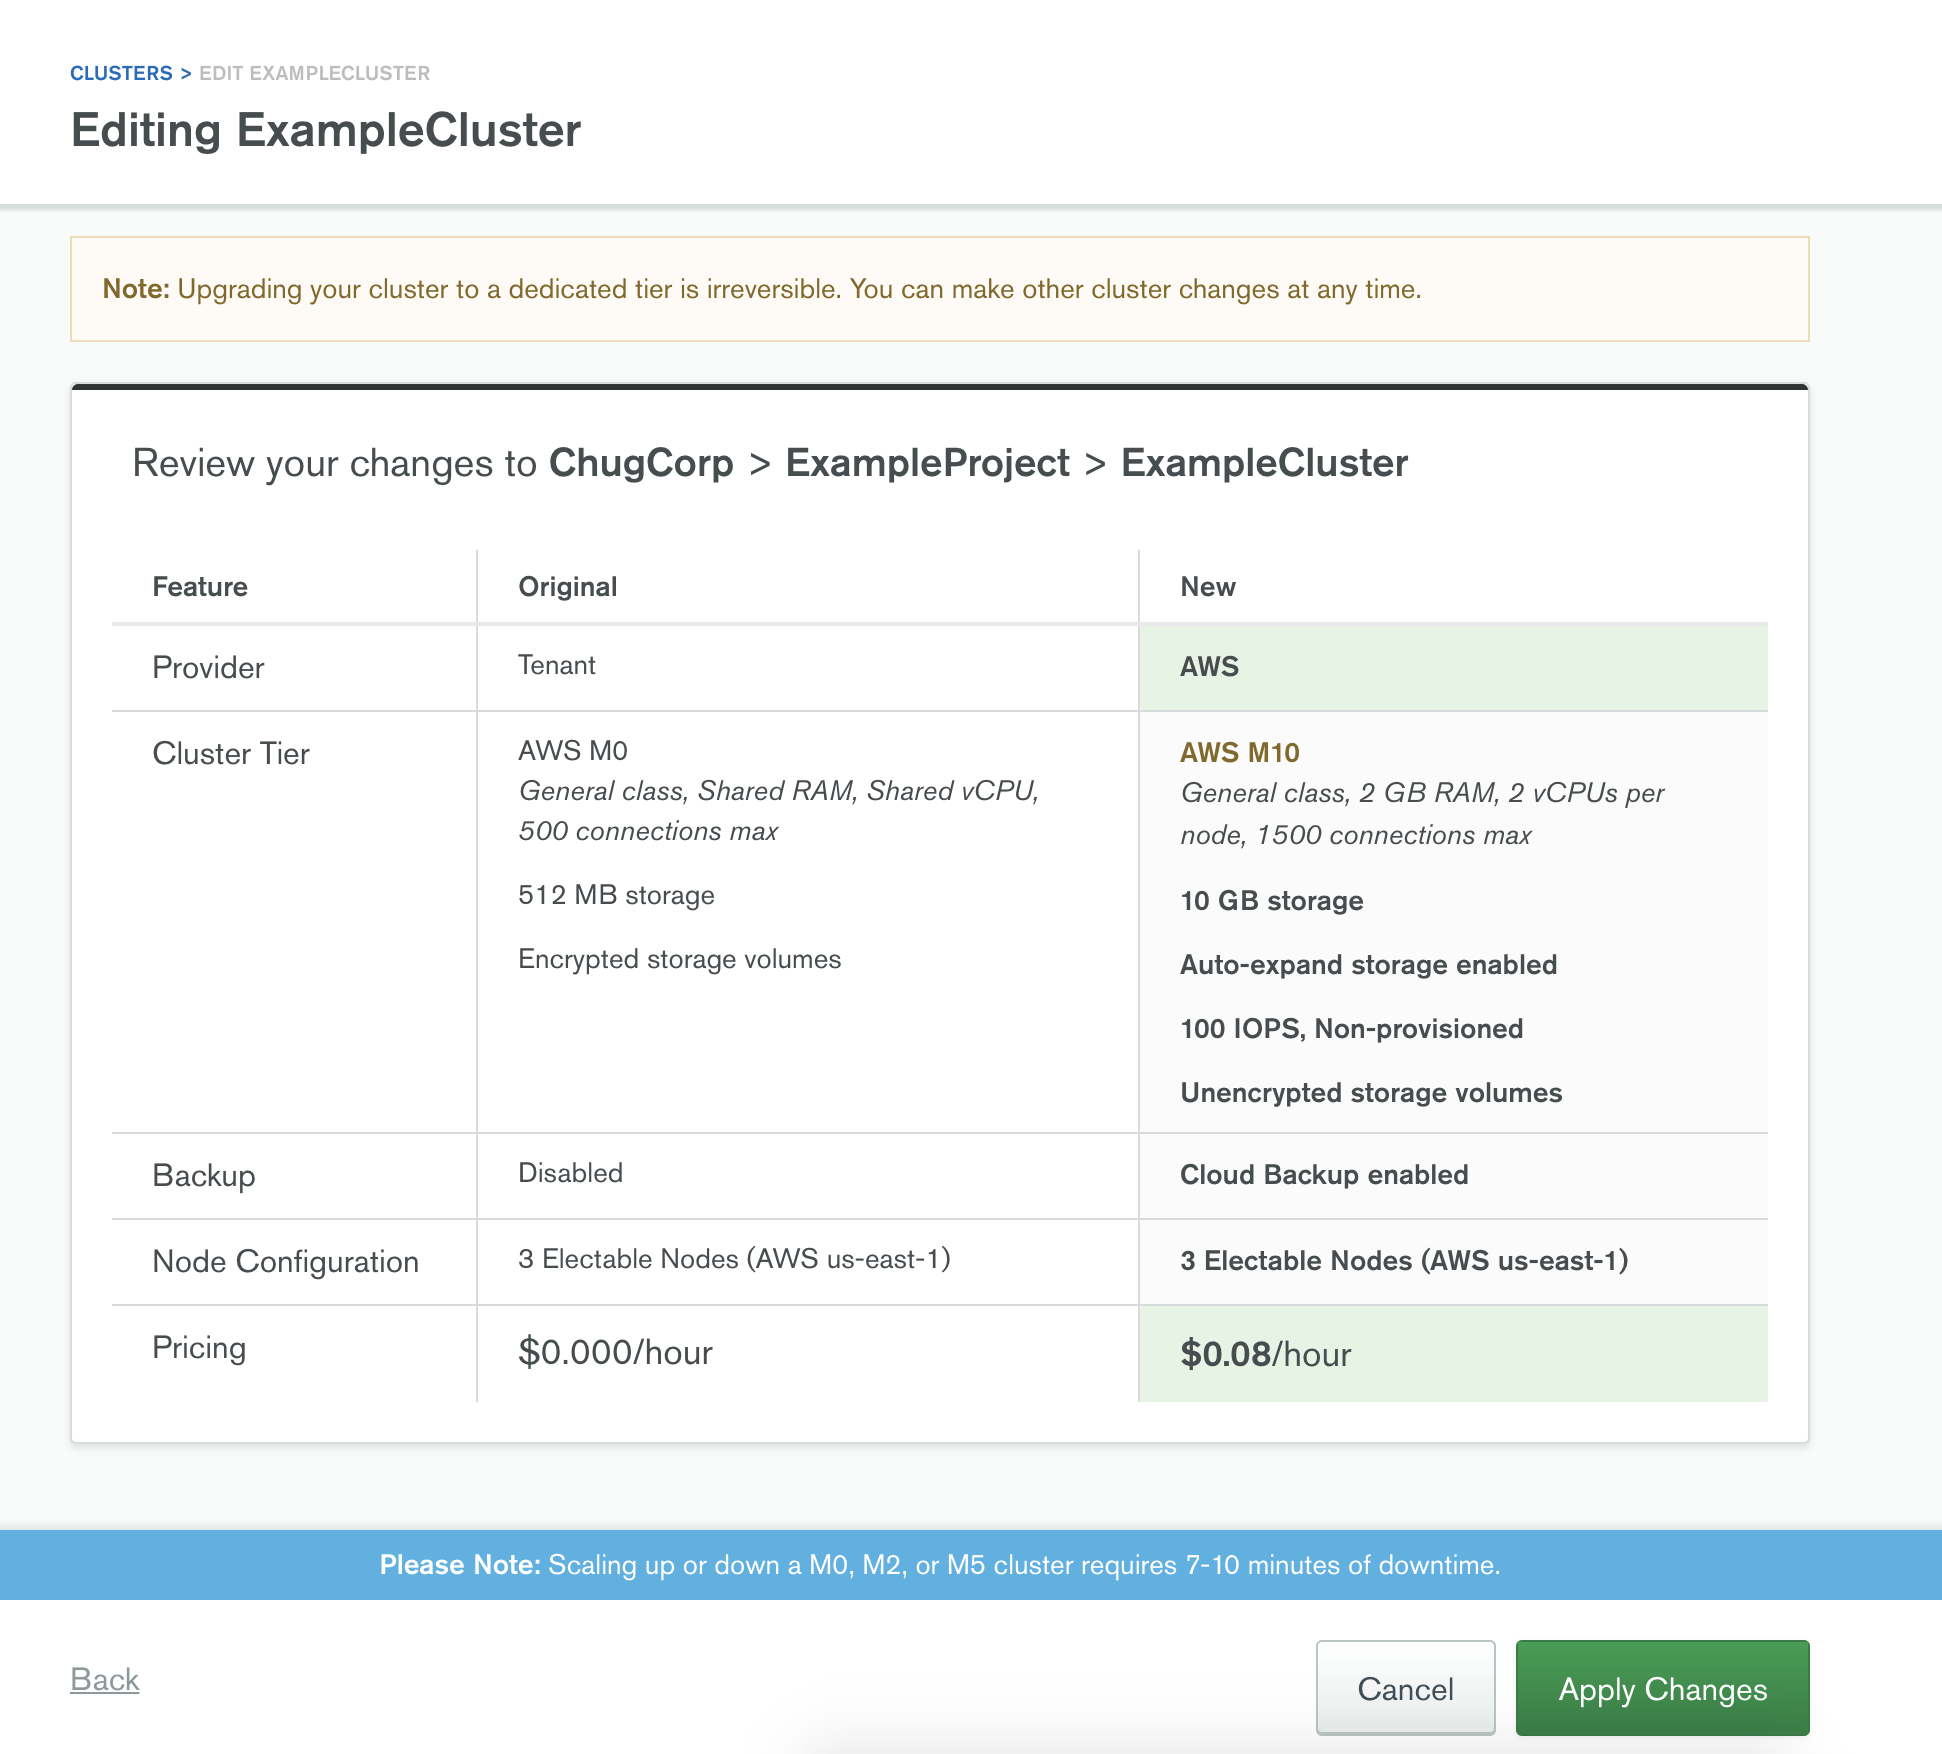 CLUSTERS > EDIT EXAMPLECLUSTER
Editing ExampleCluster
Note: Upgrading your cluster to a dedicated tier is irreversible. You can make other cluster changes at any time.
Review your changes to ChugCorp > ExampleProject > ExampleCluster
Feature Original New
Provider Tenant AWS
Cluster Tier AWS M0 AWS M10
General class, Shared RAM, Shared vCPU, General class, 2 GB RAM, 2 vCPUs per
500 connections max node, 1500 connections max
512 MB storage 10 GB storage
Encrypted storage volumes Auto-expand storage enabled
100 IOPS, Non-provisioned
Unencrypted storage volumes
Backup Disabled Cloud Backup enabled
Node Configuration 3 Electable Nodes (AWS us-east-1) 3 Electable Nodes (AWS us-east-1)
Pricing $0.000/hour $0.08/hour
Please Note: Scaling up or down a M0, M2, or M5 cluster requires 7-10 minutes of downtime.
Back Cancel Apply Changes